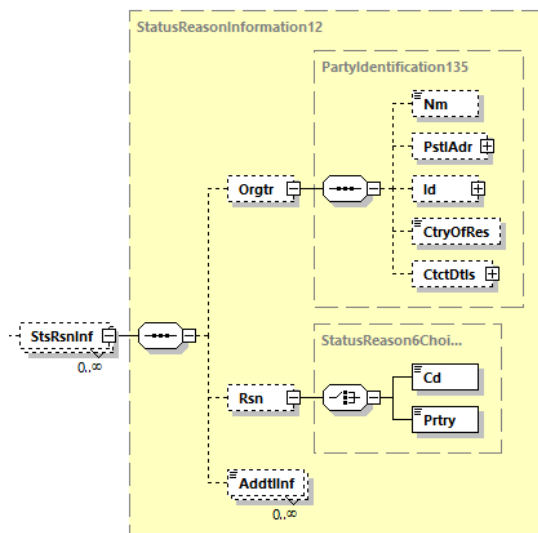 StatusReasonInformation12
PartyIdentification135
Nm
PstlAdr
Orgtr
Id
CtryOfRes
CtctDtls
StsRsnInf
0..∞
StatusReason6Choi...
Cd
Rsn
Prtry
AddtlInf
0..∞